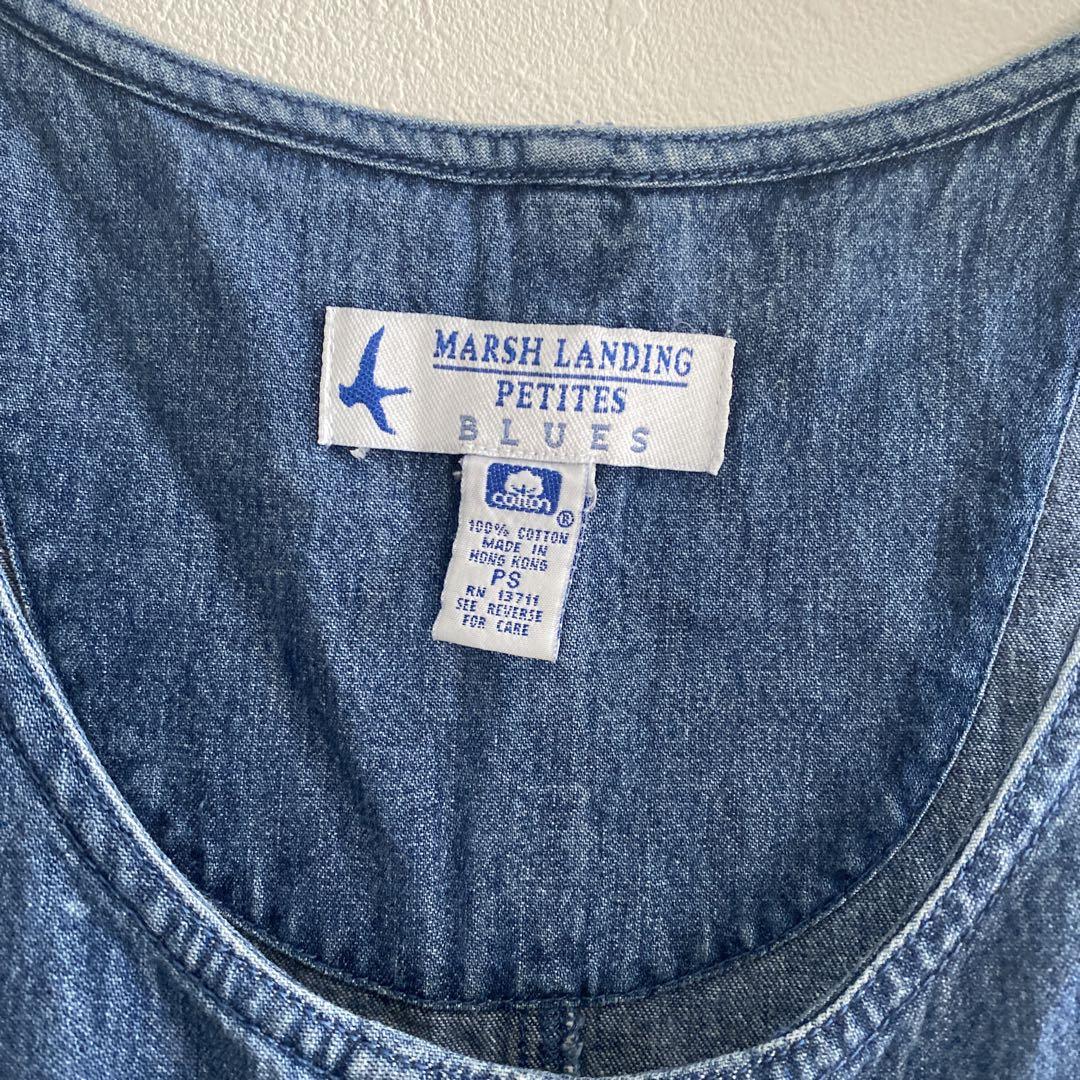 MARSH LANDING
PETITES
BLUES
cotton
®
100% COTTON
MADE IN
HONG KONG
PS
RN 13711
SEE REVERSE
FOR CARE